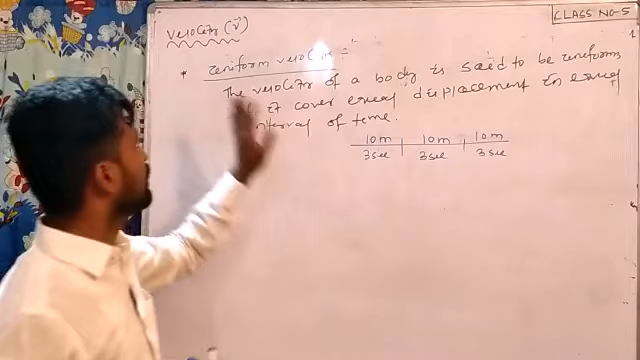 CLASS NO-5
Velocity (v⃗)
* Uniform velocity :-
The velocity of a body is said to be uniform
it cover equal displacement in equal
interval of time.
10m 10m 10m
3sec 3sec 3sec